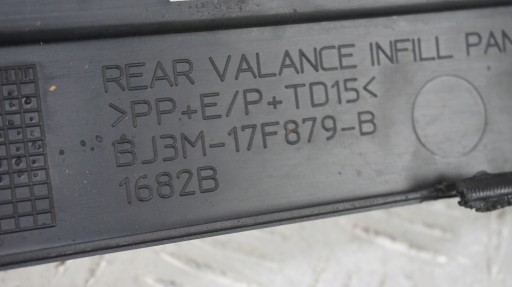 REAR VALANCE INFILL PAN
>PP+E/P+TD15<
BJ3M-17F879-B
1682B